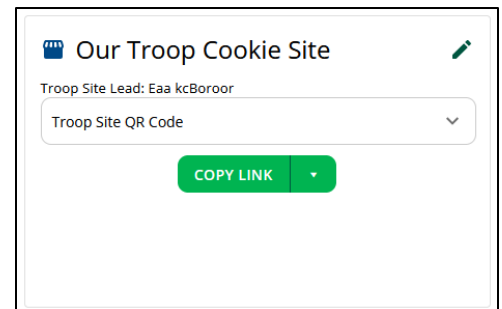 Our Troop Cookie Site
Troop Site Lead: Eaa kcBoroor
Troop Site QR Code
COPY LINK